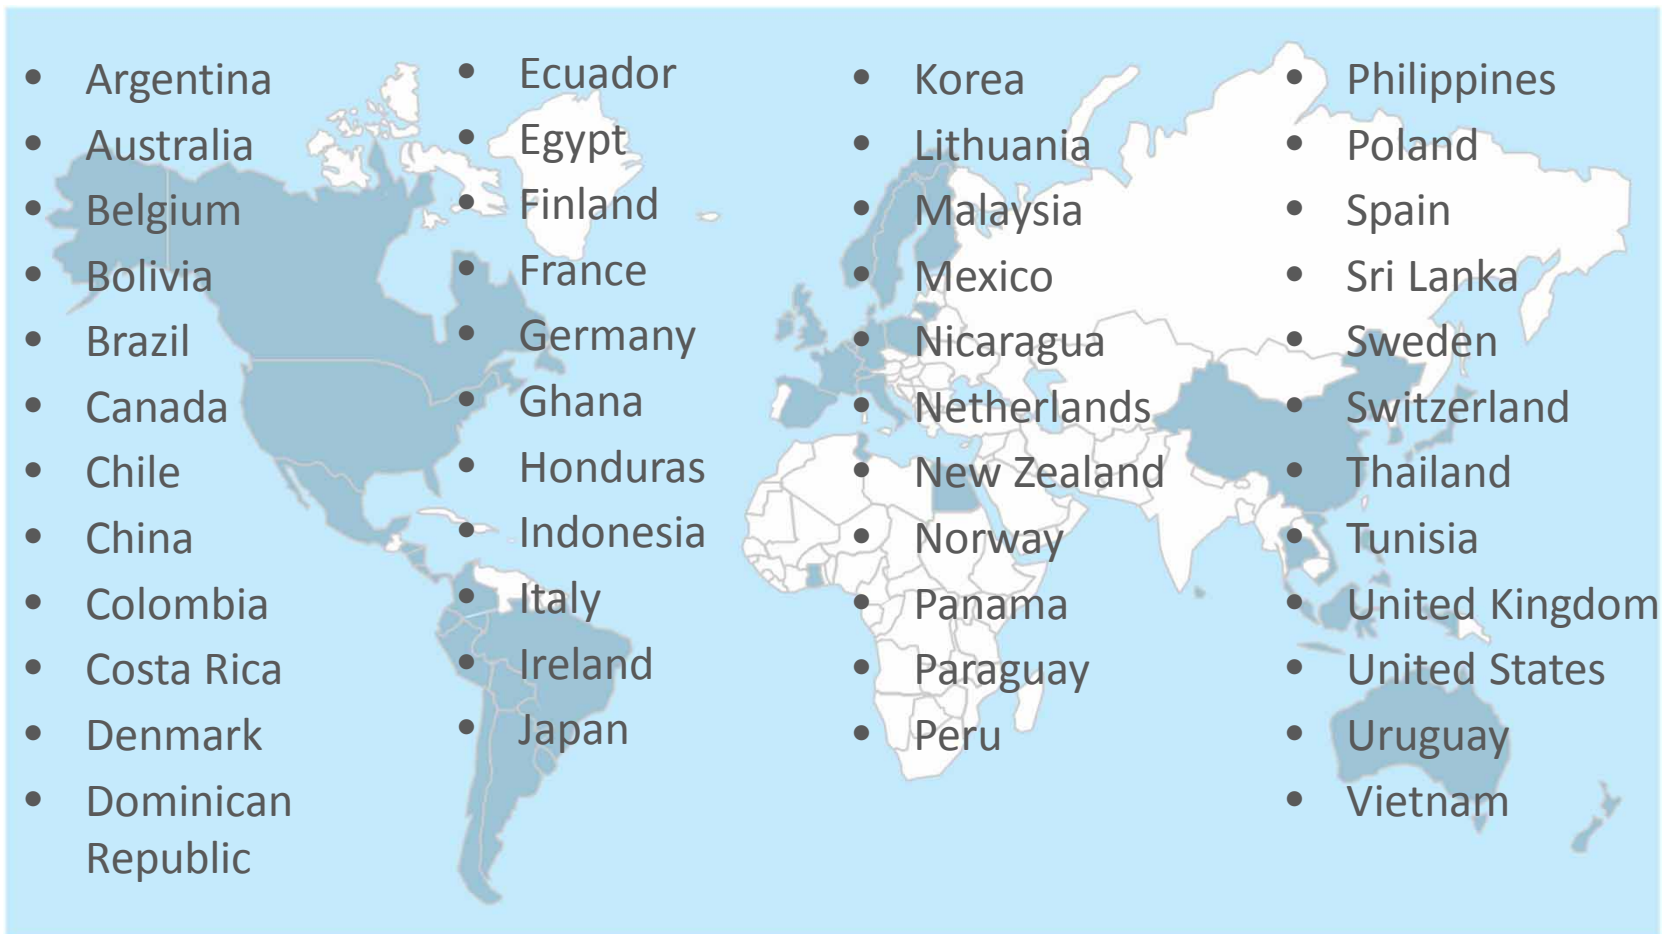 • Argentina
• Australia
• Belgium
• Bolivia
• Brazil
• Canada
• Chile
• China
• Colombia
• Costa Rica
• Denmark
• Dominican
Republic
• Ecuador
• Egypt
• Finland
• France
• Germany
• Ghana
• Honduras
• Indonesia
• Italy
• Ireland
• Japan
• Korea
• Lithuania
• Malaysia
• Mexico
• Nicaragua
• Netherlands
• New Zealand
• Norway
• Panama
• Paraguay
• Peru
• Philippines
• Poland
• Spain
• Sri Lanka
• Sweden
• Switzerland
• Thailand
• Tunisia
• United Kingdom
• United States
• Uruguay
• Vietnam